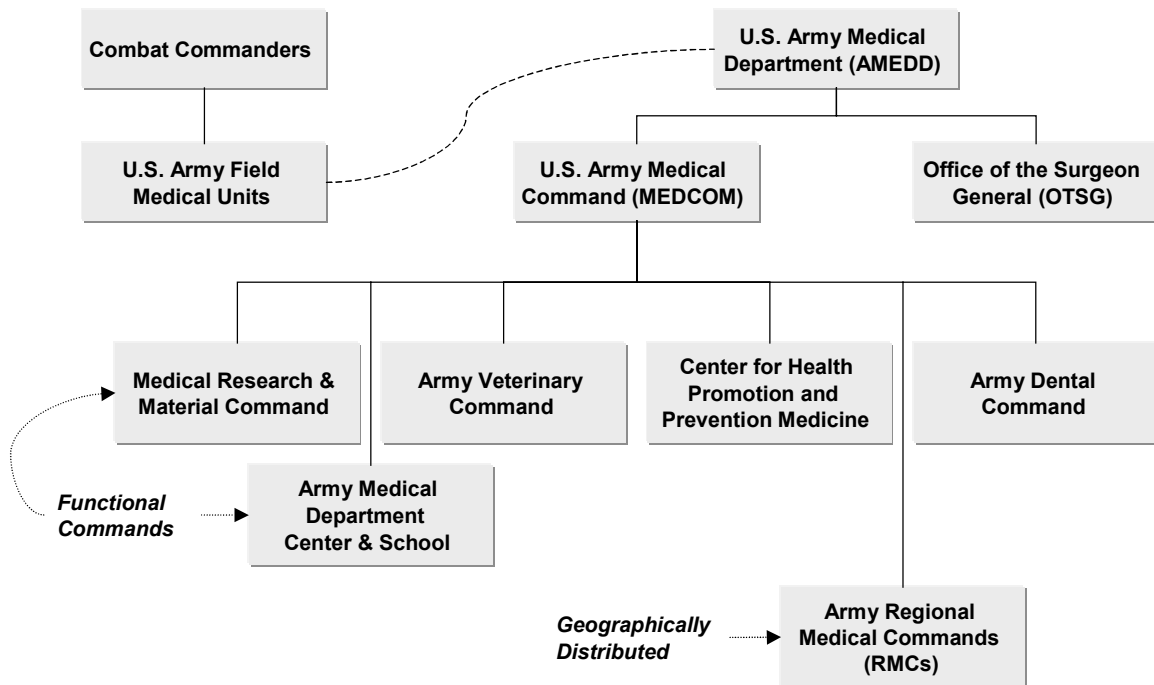 Combat Commanders
U.S. Army Medical
Department (AMEDD)
U.S. Army Field
Medical Units
U.S. Army Medical
Command (MEDCOM)
Office of the Surgeon
General (OTSG)
Medical Research &
Material Command
Army Veterinary
Command
Center for Health
Promotion and
Prevention Medicine
Army Dental
Command
Functional
Commands
Army Medical
Department
Center & School
Geographically
Distributed
Army Regional
Medical Commands
(RMCs)